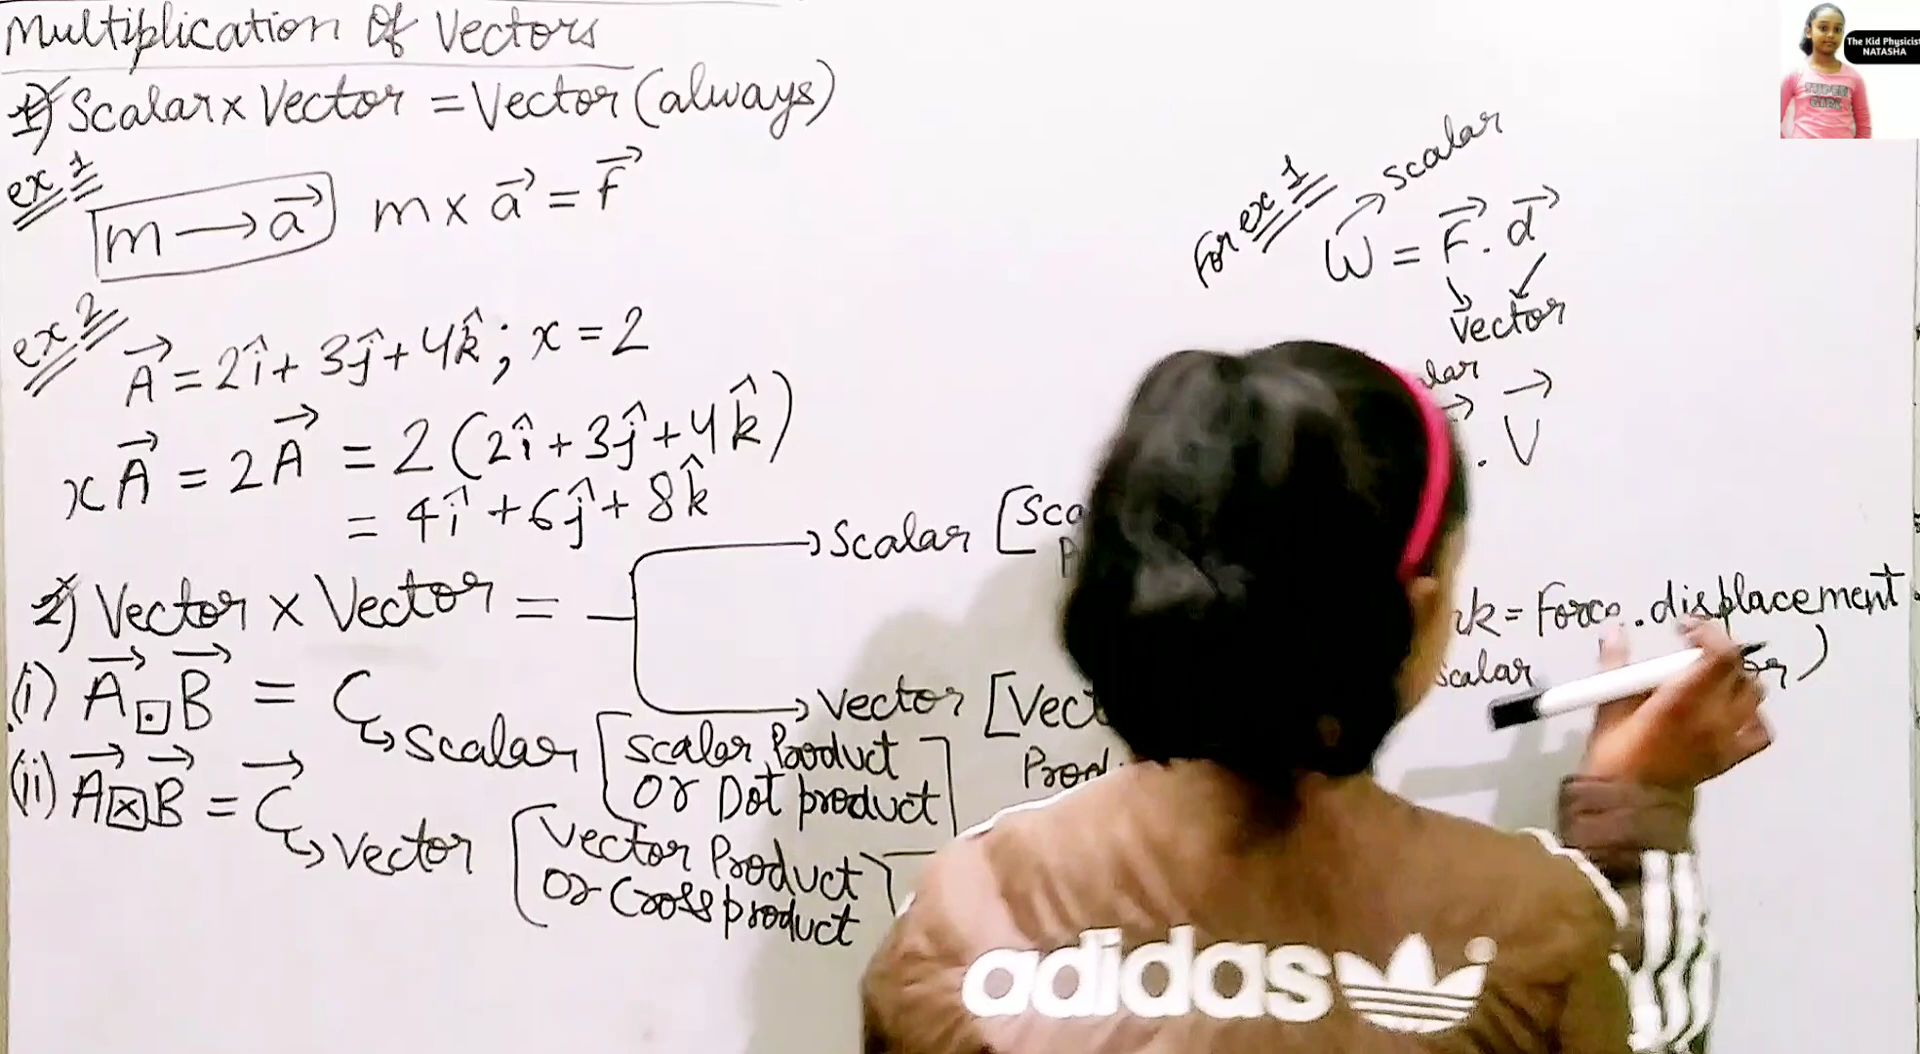 Multiplication Of Vectors
1) Scalar x Vector = Vector (always)
ex 1
m → a⃗ m x a⃗ = F⃗
ex 2
A⃗ = 2î + 3ĵ + 4k̂ ; x = 2
xA⃗ = 2A⃗ = 2 (2î + 3ĵ + 4k̂)
= 4î + 6ĵ + 8k̂
2) Vector x Vector =
→ Scalar [
→ Vector [
(i) A⃗ . B⃗ = C
↳ Scalar [Scalar Product
Or Dot product]
(ii) A⃗ x B⃗ = C⃗
↳ Vector [Vector Product
Or Cross product]
For ex 1
scalar
W = F⃗ . d⃗
Vector
. V⃗
= Force . displacement
scalar
The Kid Physicist
NATASHA
adidas